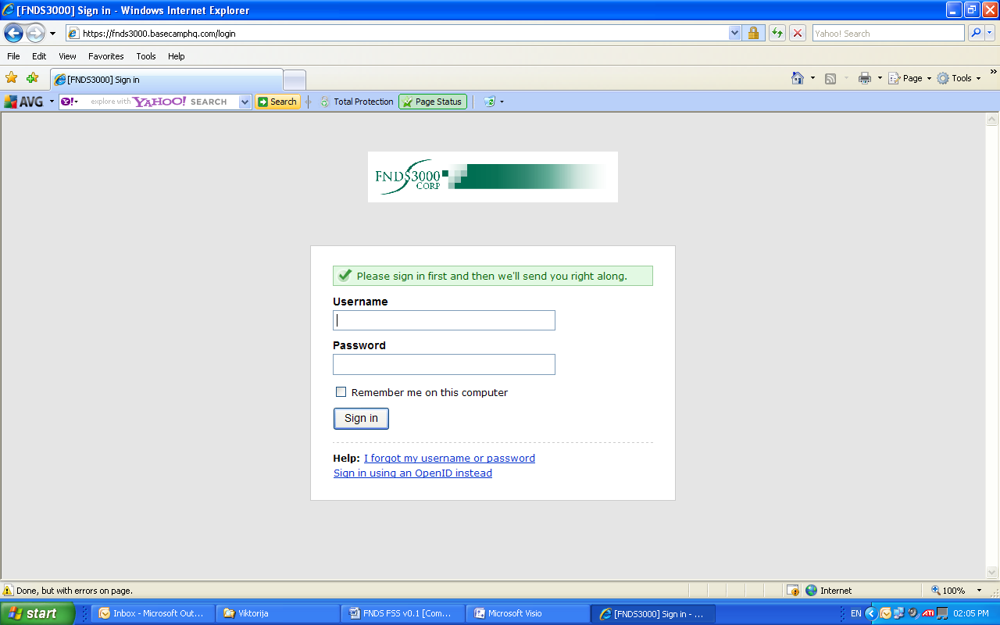 [FNDS3000] Sign in - Windows Internet Explorer
https://fnds3000.basecamphq.com/login
Yahoo! Search
File Edit View Favorites Tools Help
[FNDS3000] Sign in
Page Tools
AVG Y! explore with YAHOO! SEARCH Search Total Protection Page Status
FNDS3000
CORP
Please sign in first and then we'll send you right along.
Username
Password
Remember me on this computer
Sign in
Help: I forgot my username or password
Sign in using an OpenID instead
Done, but with errors on page.
Internet
100%
start
Inbox - Microsoft Out...
Viktorija
FNDS FSS v0.1 [Com...
Microsoft Visio
[FNDS3000] Sign in - ...
EN
ATI
02:05 PM